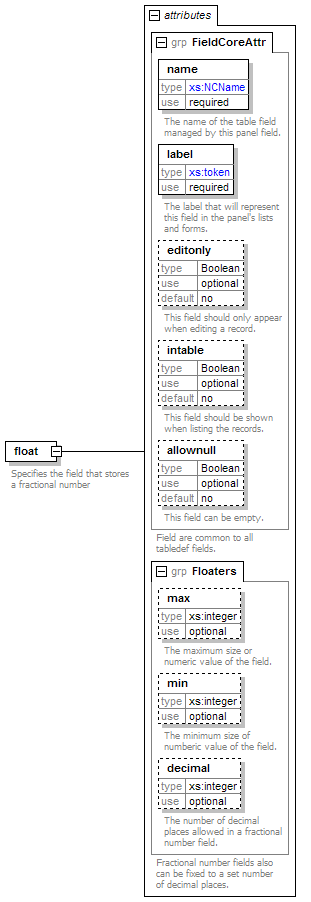 attributes
grp FieldCoreAttr
name
type xs:NCName
use required
The name of the table field
managed by this panel field.
label
type xs:token
use required
The label that will represent
this field in the panel's lists
and forms.
editonly
type Boolean
use optional
default no
This field should only appear
when editing a record.
intable
type Boolean
use optional
default no
This field should be shown
when listing the records.
allownull
type Boolean
use optional
default no
This field can be empty.
Field are common to all
tabledef fields.
float
Specifies the field that stores
a fractional number
grp Floaters
max
type xs:integer
use optional
The maximum size or
numeric value of the field.
min
type xs:integer
use optional
The minimum size of
numberic value of the field.
decimal
type xs:integer
use optional
The number of decimal
places allowed in a fractional
number field.
Fractional number fields also
can be fixed to a set number
of decimal places.